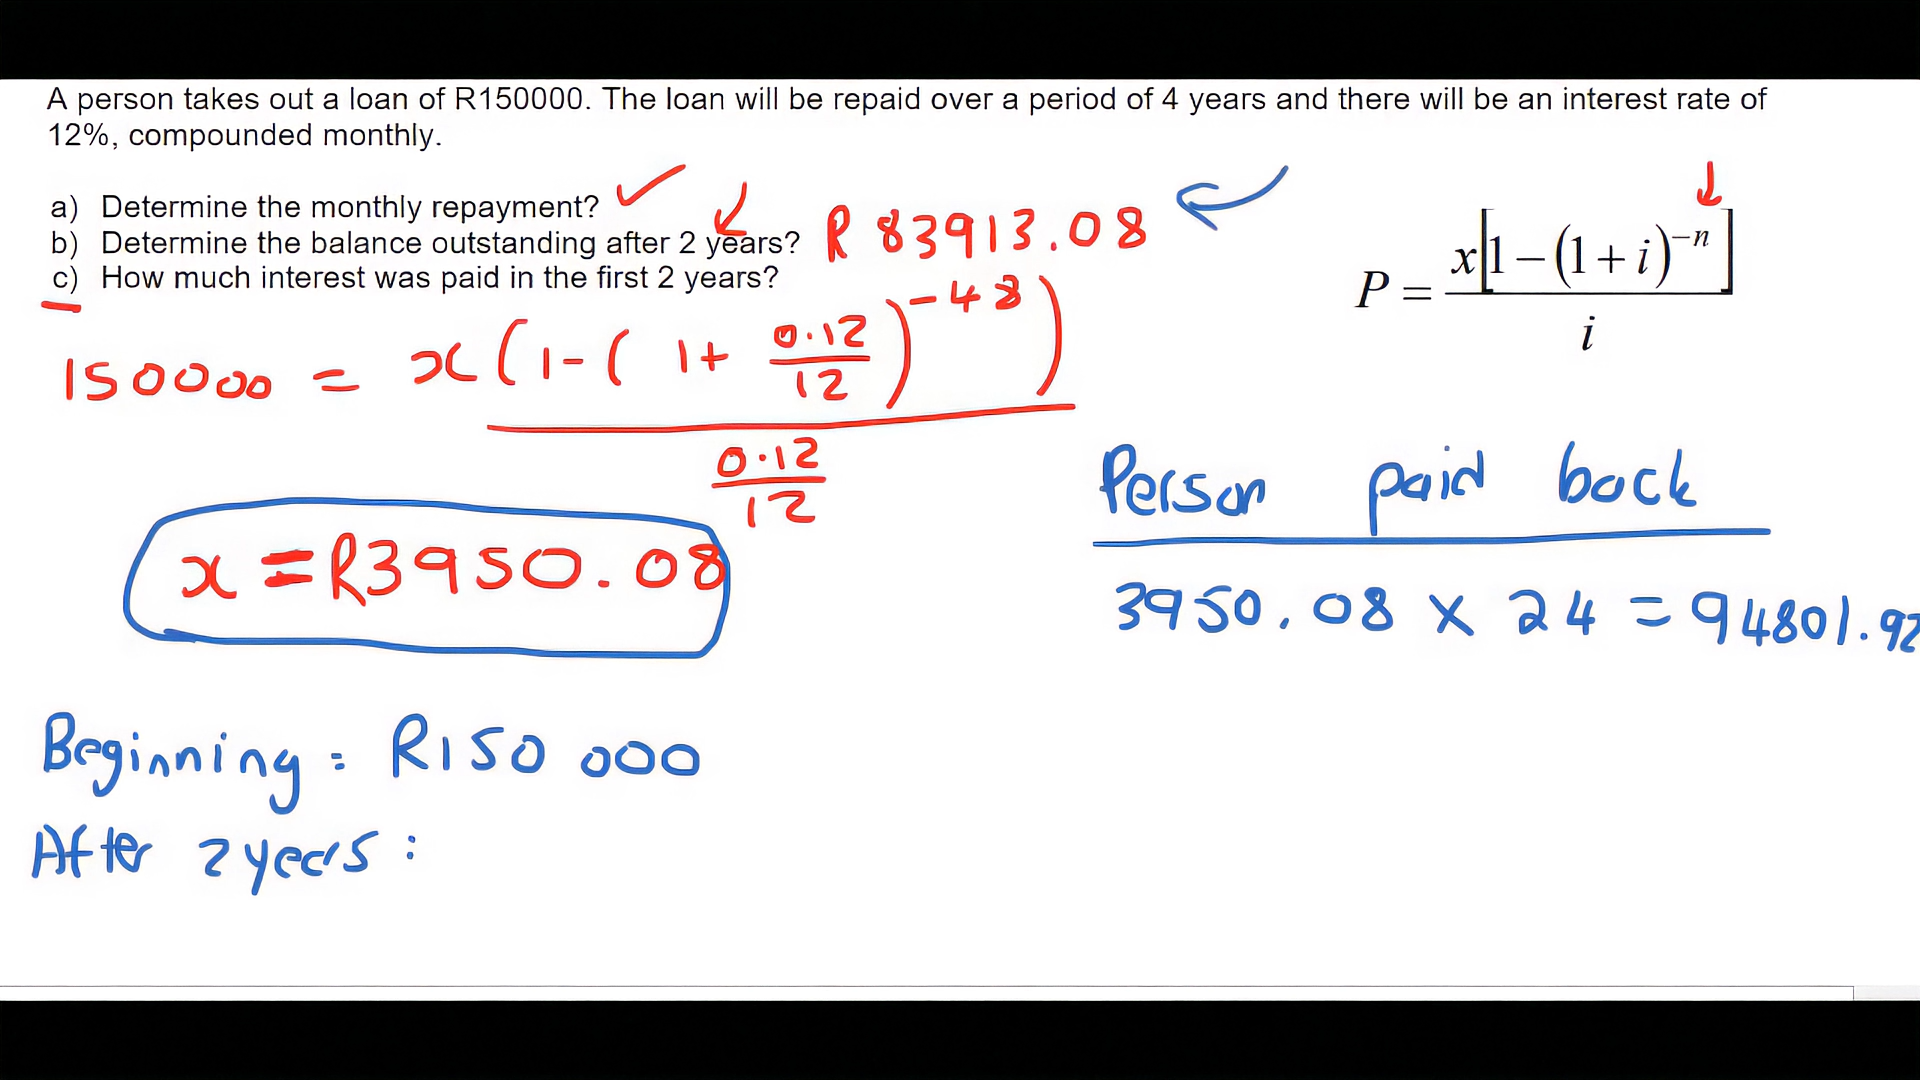 A person takes out a loan of R150000. The loan will be repaid over a period of 4 years and there will be an interest rate of
12%, compounded monthly.
a) Determine the monthly repayment?
b) Determine the balance outstanding after 2 years? R 83913.08
c) How much interest was paid in the first 2 years?
P = x[1 − (1 + i)^−n] / i
150000 = x(1 - (1 + 0.12/12)^-48) / (0.12/12)
x = R3950.08
Person paid back
3950.08 x 24 = 94801.92
Beginning : R150 000
After 2 years :